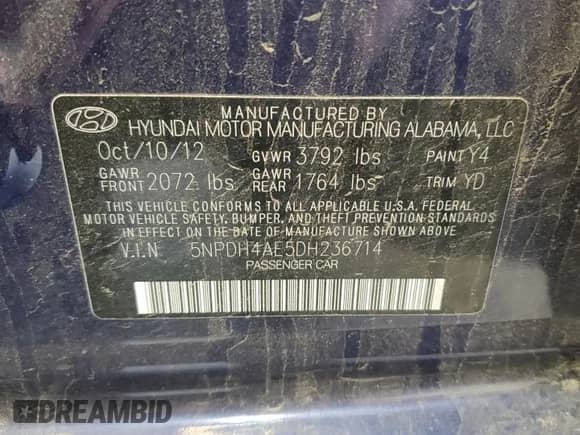 MANUFACTURED BY
HYUNDAI MOTOR MANUFACTURING ALABAMA, LLC
Oct/10/12 GVWR 3792 lbs PAINT Y4
GAWR FRONT 2072 lbs GAWR REAR 1764 lbs TRIM YD
THIS VEHICLE CONFORMS TO ALL APPLICABLE U.S.A. FEDERAL
MOTOR VEHICLE SAFETY, BUMPER, AND THEFT PREVENTION STANDARDS
IN EFFECT ON THE DATE OF MANUFACTURE SHOWN ABOVE
V.I.N 5NPDH4AE5DH236714
PASSENGER CAR
DREAMBID